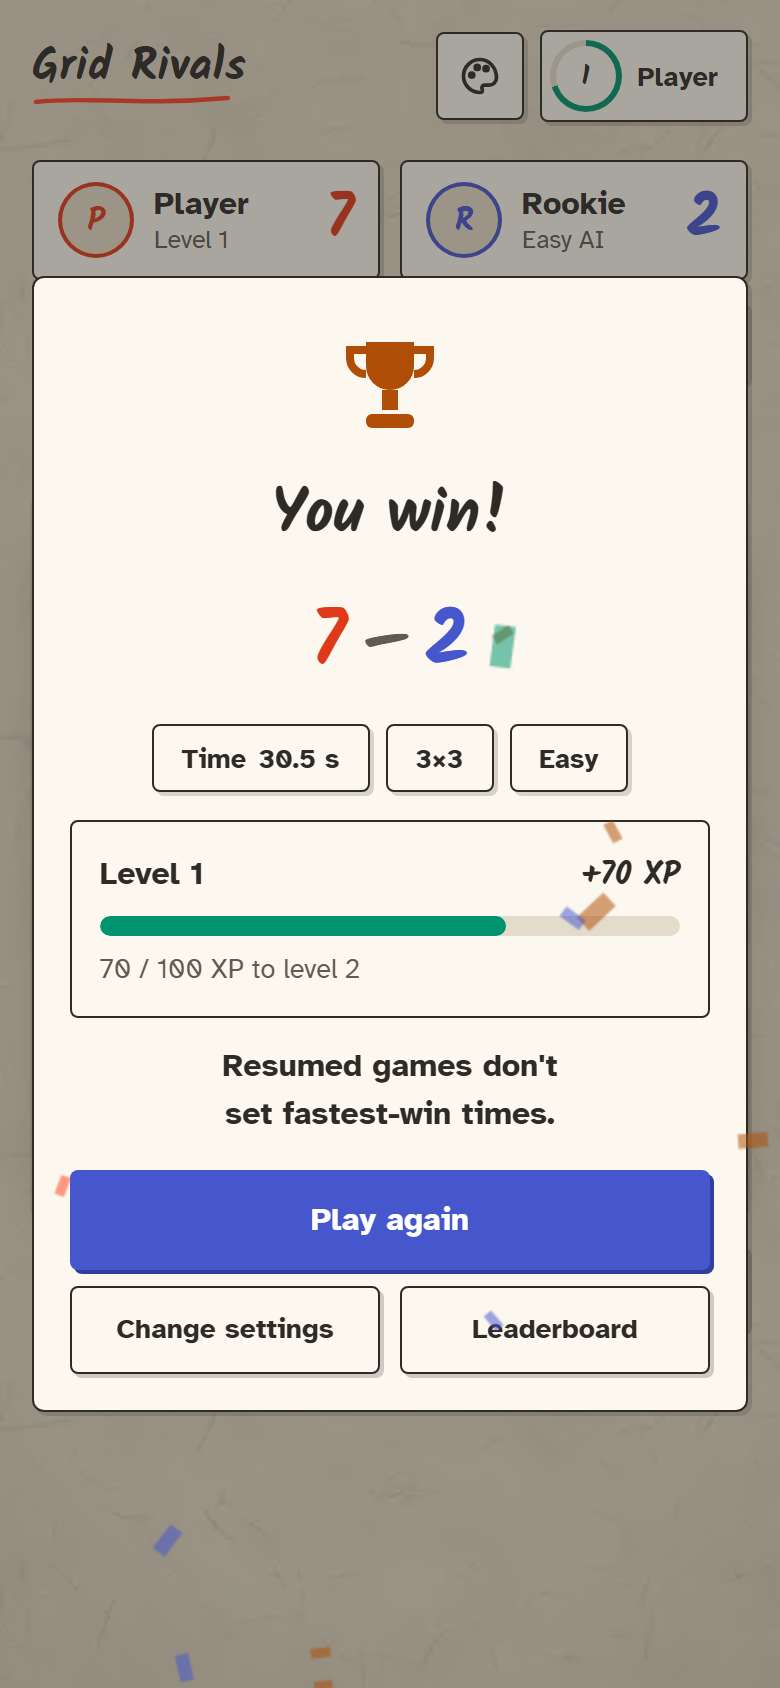 Grid Rivals
1
Player
P
Player
Level 1
7
R
Rookie
Easy AI
2
You win!
7 – 2
Time 30.5 s
3×3
Easy
Level 1
+70 XP
70 / 100 XP to level 2
Resumed games don't
set fastest-win times.
Play again
Change settings
Leaderboard